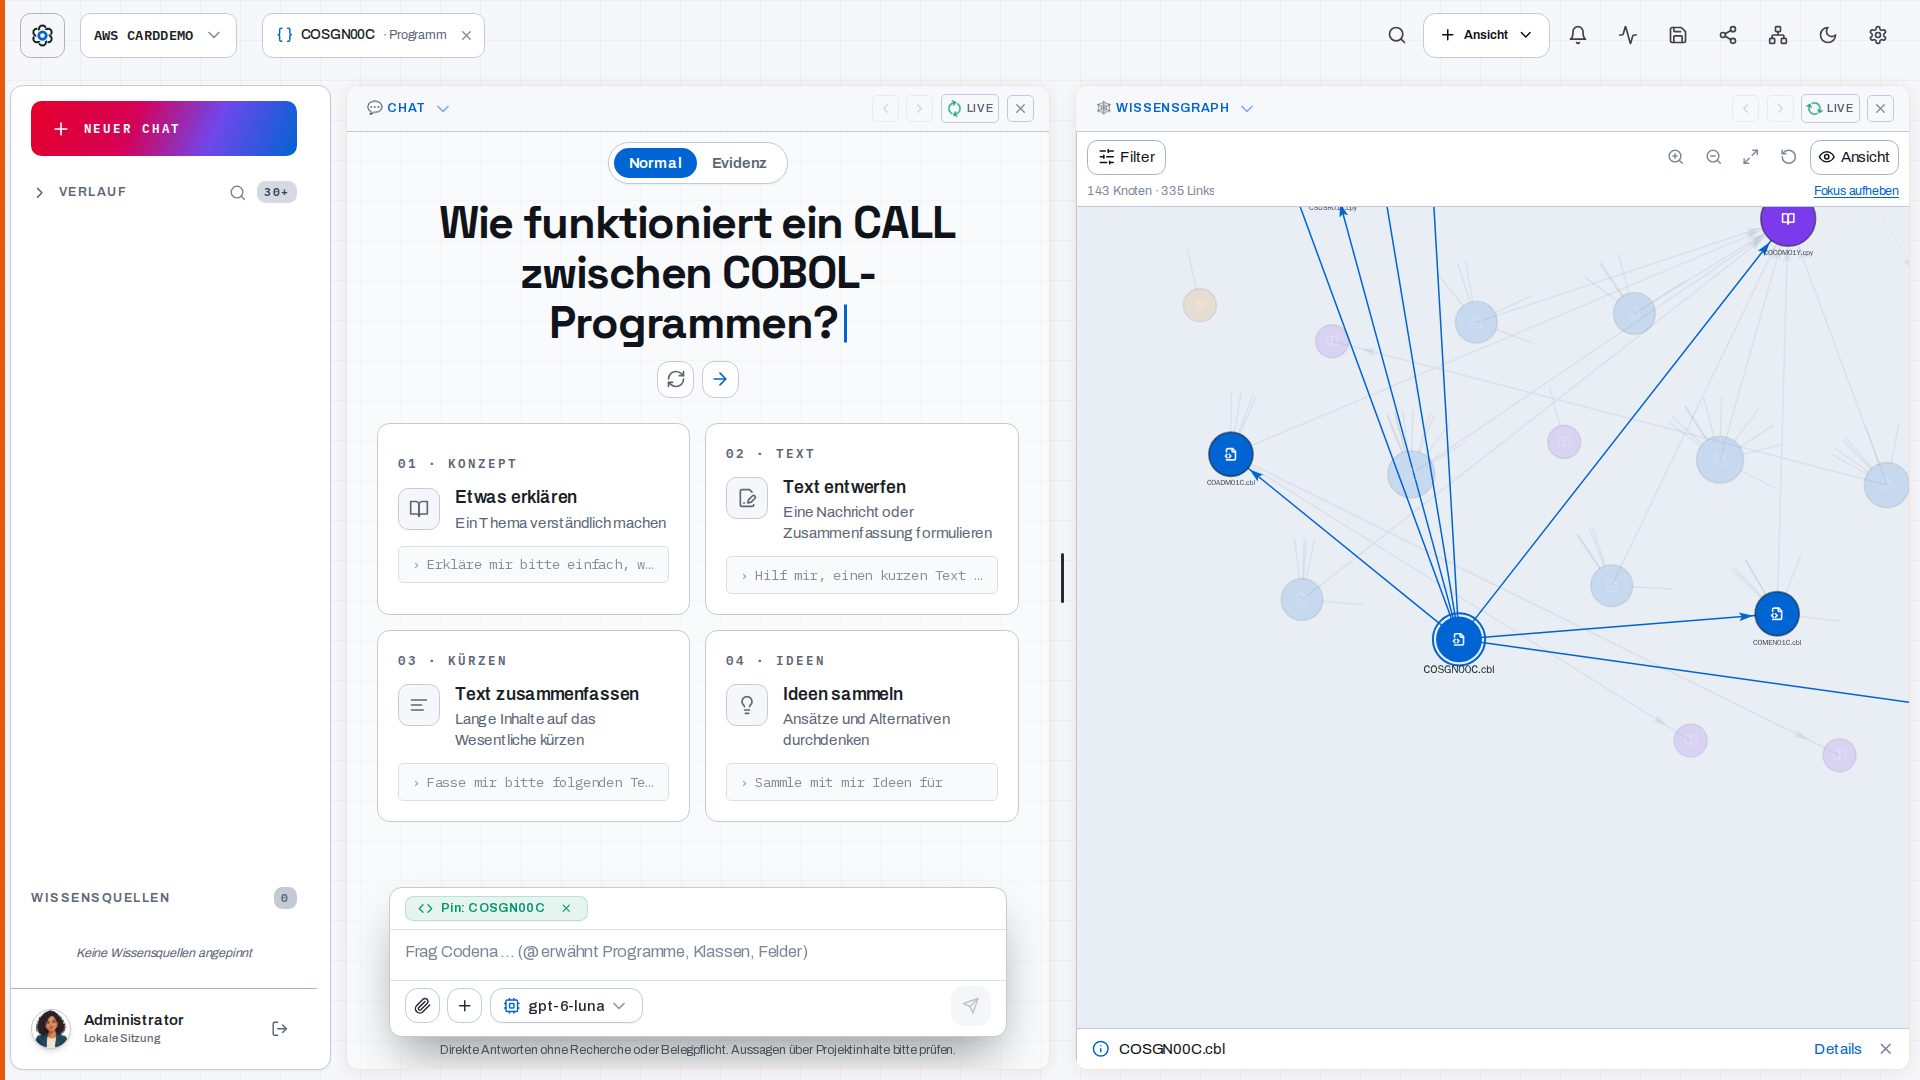 AWS CARDDEMO
COSGN00C · Programm
Ansicht
NEUER CHAT
VERLAUF
30+
WISSENSQUELLEN
0
Keine Wissensquellen angepinnt
Administrator
Lokale Sitzung
CHAT
LIVE
Normal
Evidenz
Wie funktioniert ein CALL
zwischen COBOL-
Programmen?
01 · KONZEPT
Etwas erklären
Ein Thema verständlich machen
› Erkläre mir bitte einfach, w…
02 · TEXT
Text entwerfen
Eine Nachricht oder
Zusammenfassung formulieren
› Hilf mir, einen kurzen Text …
03 · KÜRZEN
Text zusammenfassen
Lange Inhalte auf das
Wesentliche kürzen
› Fasse mir bitte folgenden Te…
04 · IDEEN
Ideen sammeln
Ansätze und Alternativen
durchdenken
› Sammle mit mir Ideen für
Pin: COSGN00C
Frag Codena … (@ erwähnt Programme, Klassen, Felder)
gpt-6-luna
Direkte Antworten ohne Recherche oder Belegpflicht. Aussagen über Projektinhalte bitte prüfen.
WISSENSGRAPH
LIVE
Filter
Ansicht
143 Knoten · 335 Links
Fokus aufheben
COCOM01Y.cpy
COADM01C.cbl
COMEN01C.cbl
COSGN00C.cbl
COSGN00C.cbl
Details